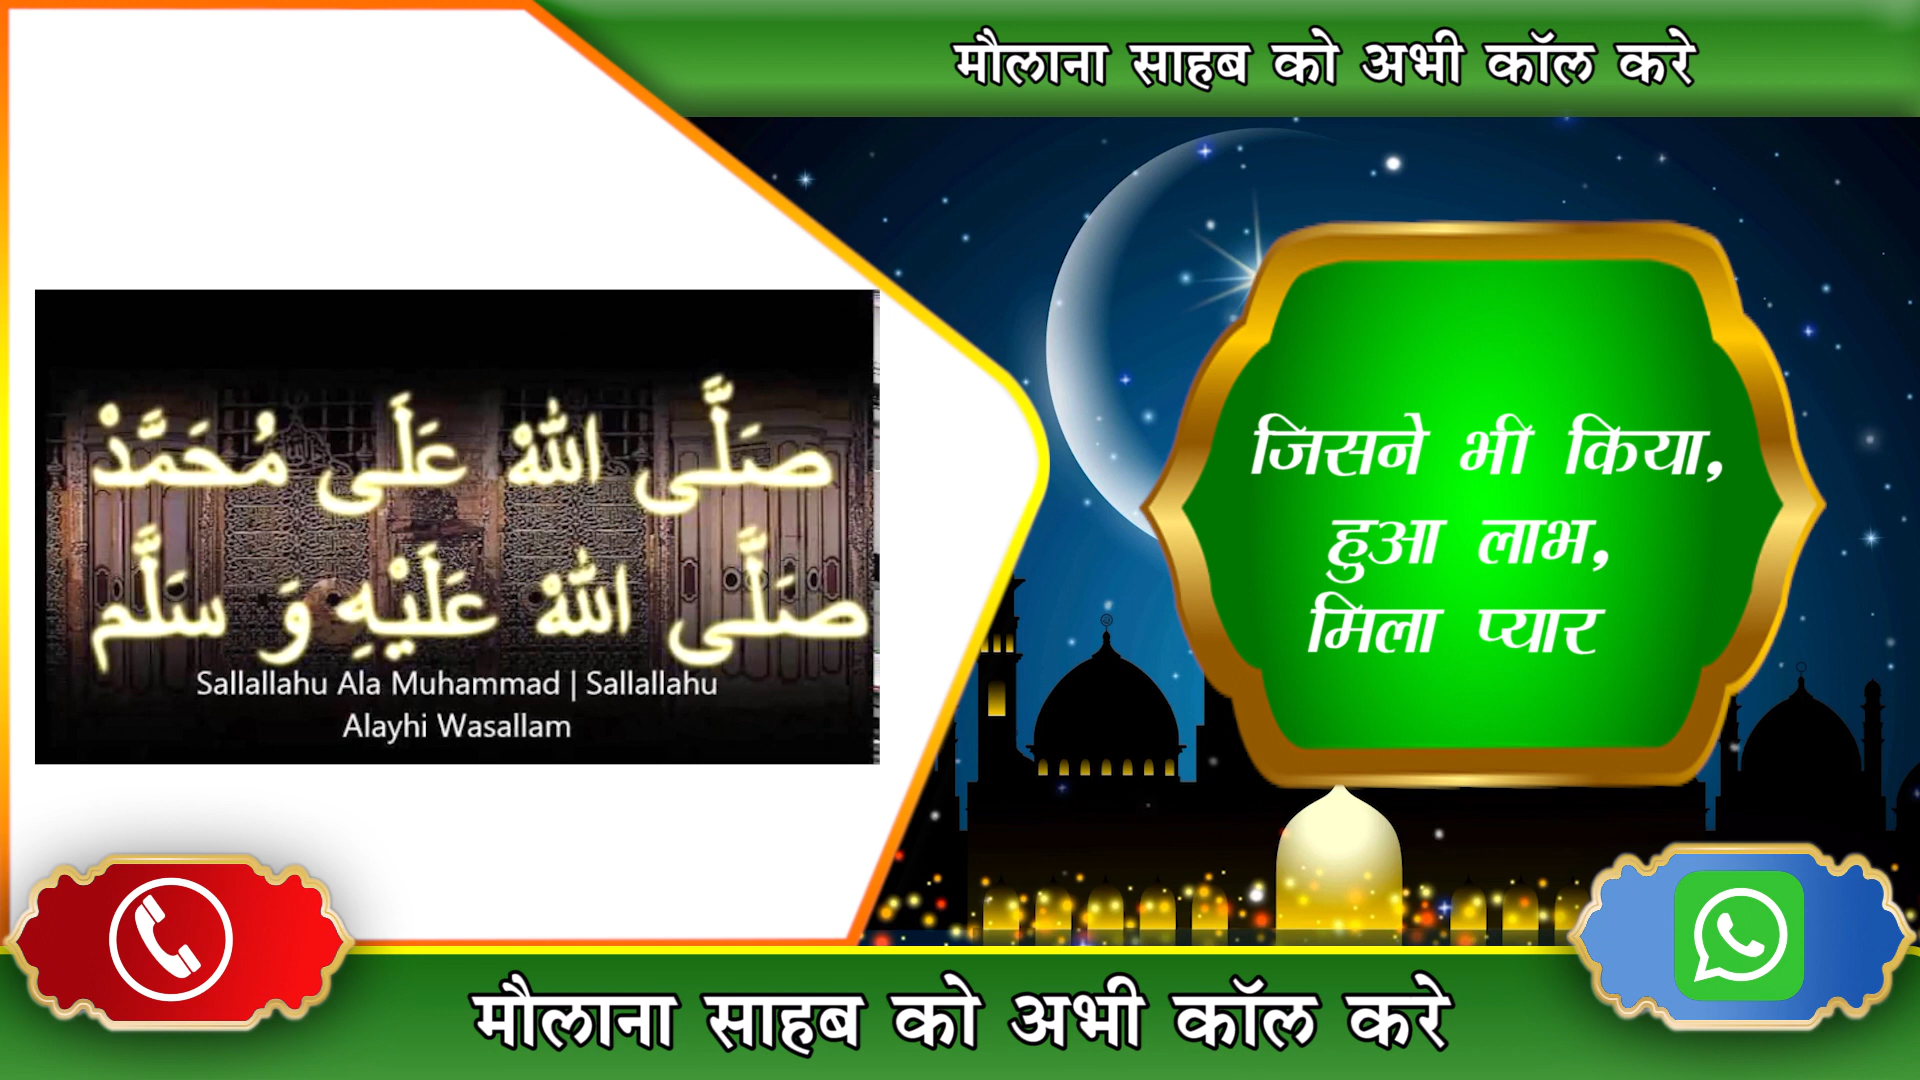 मौलाना साहब को अभी कॉल करे
صَلَّى اللهُ عَلَى مُحَمَّدْ
صَلَّى اللهُ عَلَيْهِ وَ سَلَّم
Sallallahu Ala Muhammad | Sallallahu
Alayhi Wasallam
जिसने भी किया,
हुआ लाभ,
मिला प्यार
मौलाना साहब को अभी कॉल करे